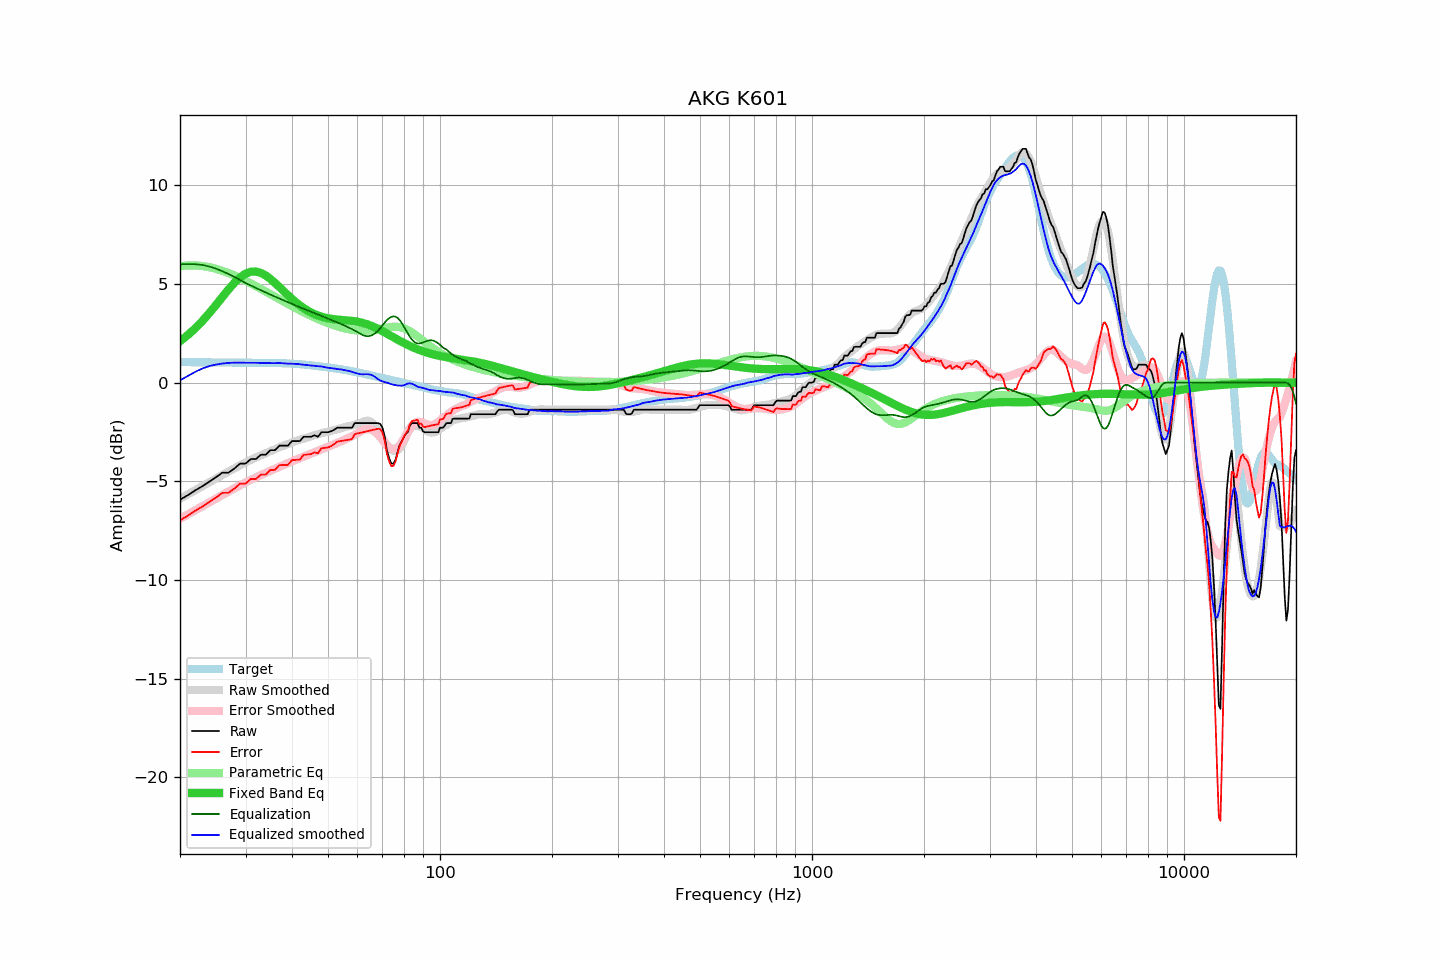 AKG K601
Amplitude (dBr)
10
5
0
−5
−10
−15
−20
Target
Raw Smoothed
Error Smoothed
Raw
Error
Parametric Eq
Fixed Band Eq
Equalization
Equalized smoothed
100
1000
10000
Frequency (Hz)